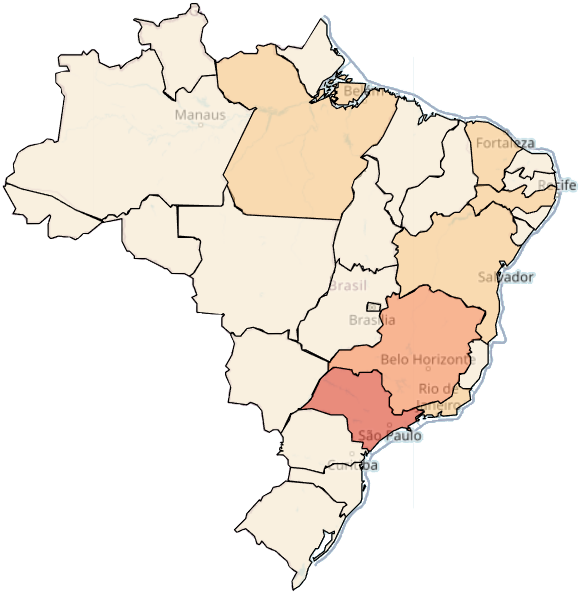 Belém
Manaus
Fortaleza
Recife
Salvador
Brasil
Brasília
Belo Horizonte
Rio de
Janeiro
São Paulo
Curitiba